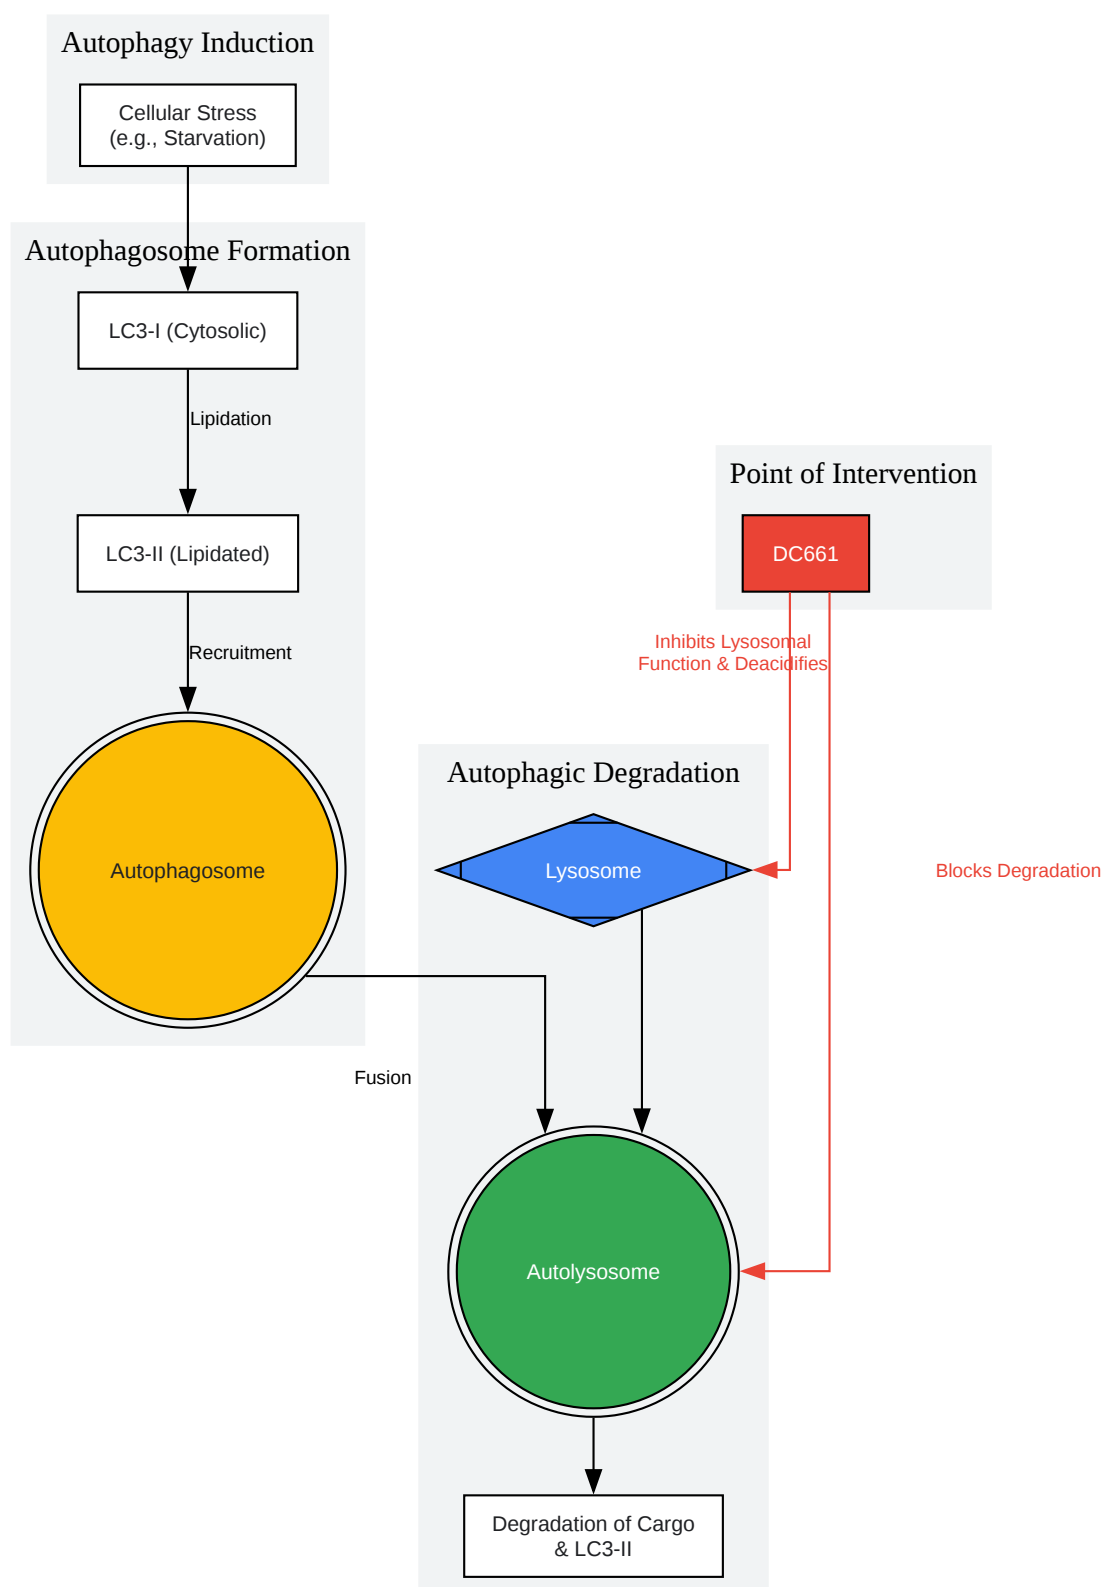 Autophagy Induction
Cellular Stress
(e.g., Starvation)
Autophagosome Formation
LC3-I (Cytosolic)
Lipidation
LC3-II (Lipidated)
Recruitment
Autophagosome
Point of Intervention
DC661
Inhibits Lysosomal
Function & Deacidifies
Autophagic Degradation
Lysosome
Blocks Degradation
Fusion
Autolysosome
Degradation of Cargo
& LC3-II